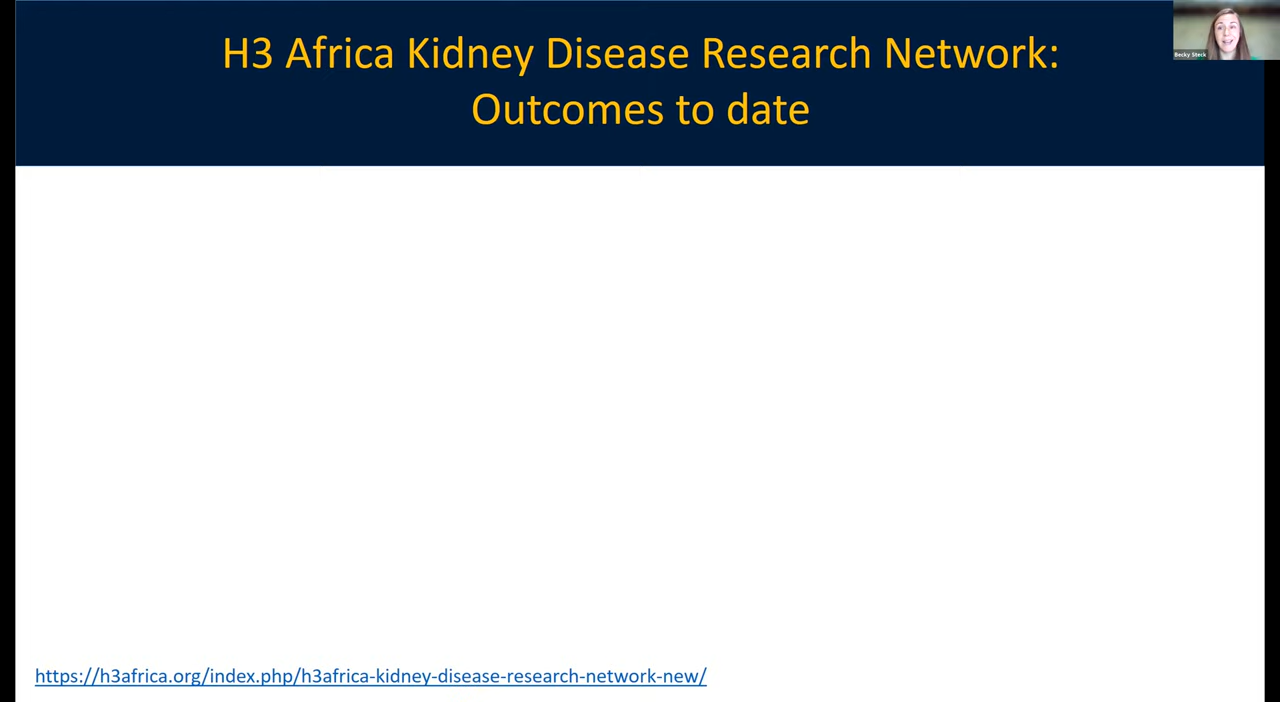 H3 Africa Kidney Disease Research Network:
Outcomes to date
Becky Steck
https://h3africa.org/index.php/h3africa-kidney-disease-research-network-new/